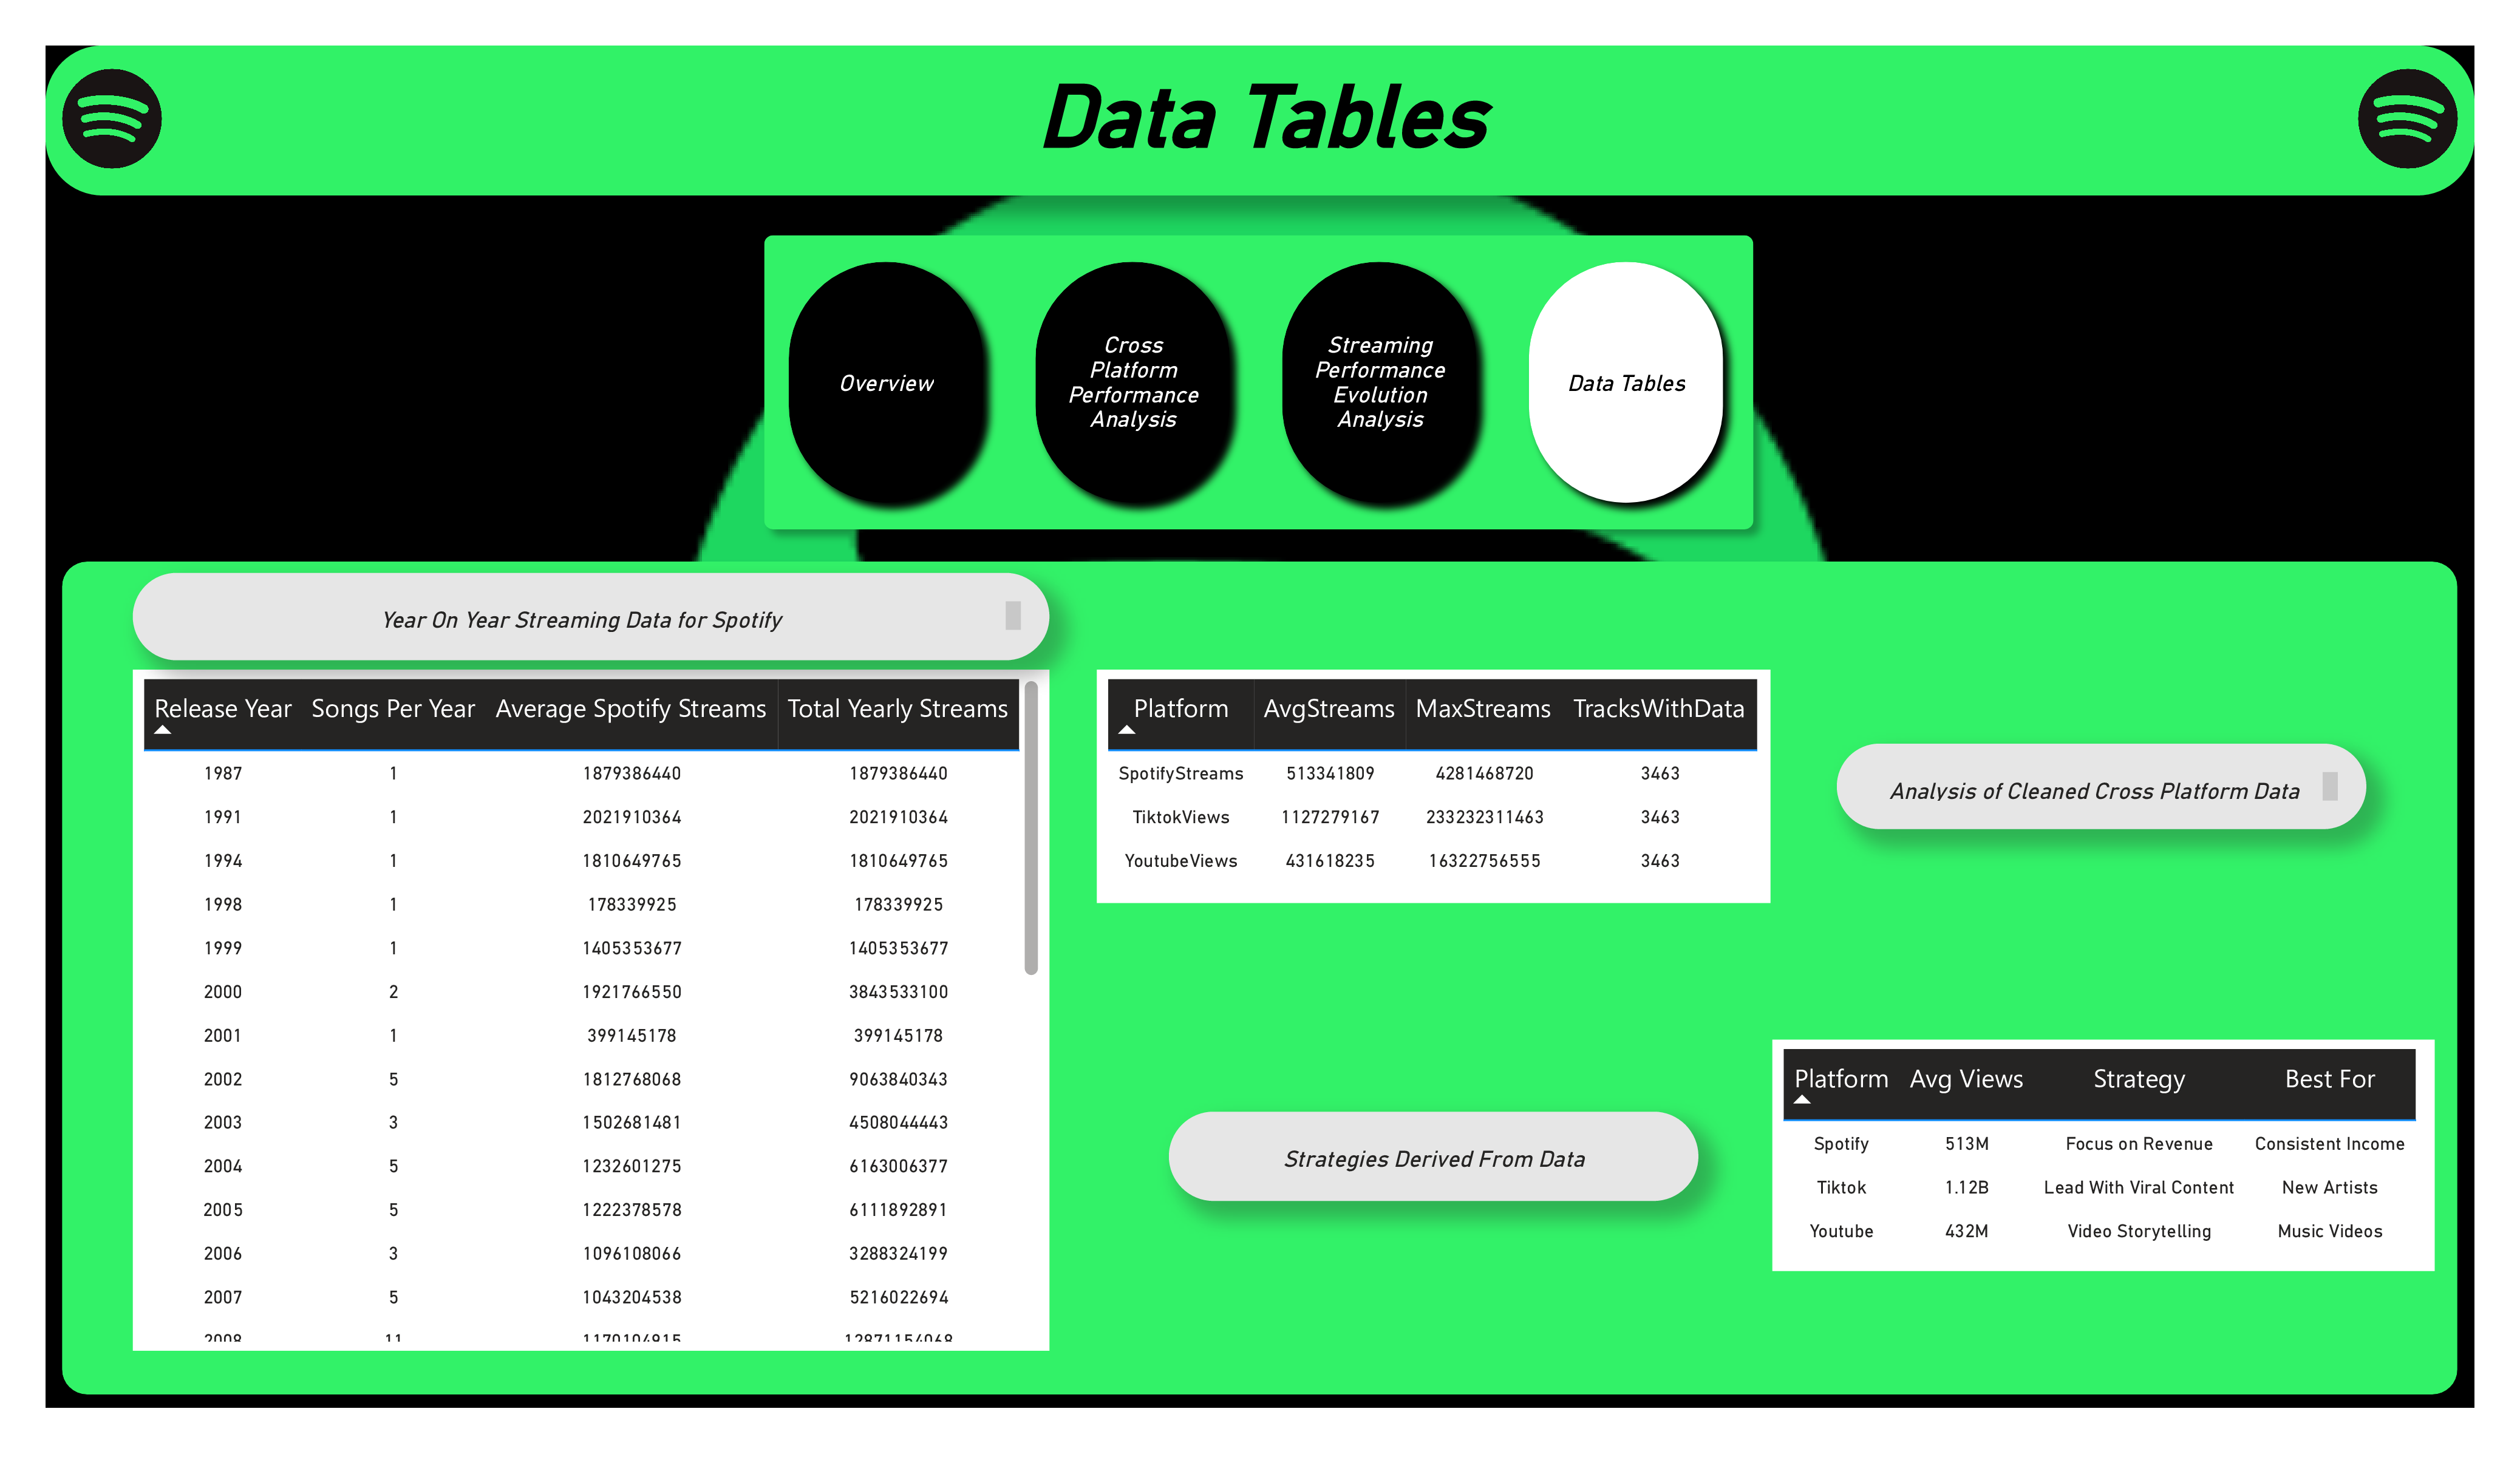 Data Tables
Overview
Cross
Platform
Performance
Analysis
Streaming
Performance
Evolution
Analysis
Data Tables
Year On Year Streaming Data for Spotify
Release Year Songs Per Year Average Spotify Streams Total Yearly Streams
1987 1 1879386440 1879386440
1991 1 2021910364 2021910364
1994 1 1810649765 1810649765
1998 1 178339925 178339925
1999 1 1405353677 1405353677
2000 2 1921766550 3843533100
2001 1 399145178 399145178
2002 5 1812768068 9063840343
2003 3 1502681481 4508044443
2004 5 1232601275 6163006377
2005 5 1222378578 6111892891
2006 3 1096108066 3288324199
2007 5 1043204538 5216022694
2008 11 1170104915 12871154068
Platform AvgStreams MaxStreams TracksWithData
SpotifyStreams 513341809 4281468720 3463
TiktokViews 1127279167 233232311463 3463
YoutubeViews 431618235 16322756555 3463
Analysis of Cleaned Cross Platform Data
Strategies Derived From Data
Platform Avg Views Strategy Best For
Spotify 513M Focus on Revenue Consistent Income
Tiktok 1.12B Lead With Viral Content New Artists
Youtube 432M Video Storytelling Music Videos